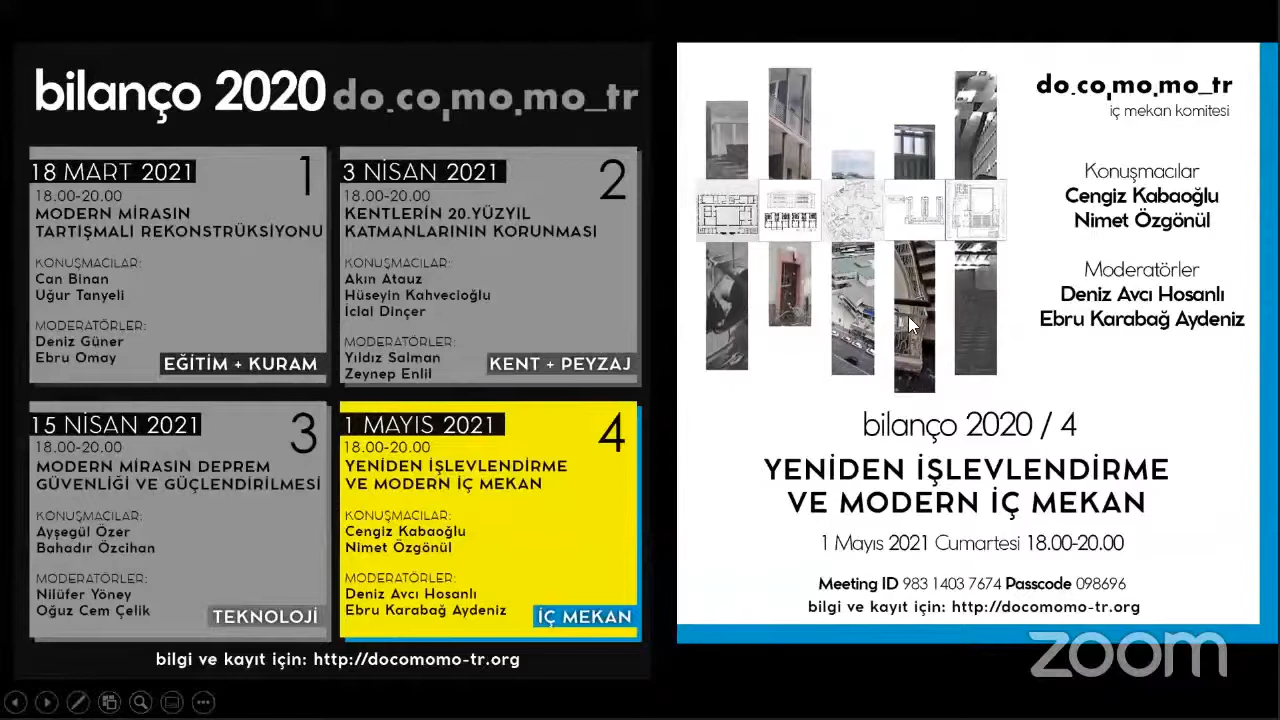 bilanço 2020 do_co_mo_mo_tr
18 MART 2021
1
18.00-20.00
MODERN MİRASIN
TARTIŞMALI REKONSTRÜKSİYONU
KONUŞMACILAR:
Can Binan
Uğur Tanyeli
MODERATÖRLER:
Deniz Güner
Ebru Omay
EĞİTİM + KURAM
3 NİSAN 2021
2
18.00-20.00
KENTLERİN 20.YÜZYIL
KATMANLARININ KORUNMASI
KONUŞMACILAR:
Akın Atauz
Hüseyin Kahvecioğlu
İclal Dinçer
MODERATÖRLER:
Yıldız Salman
Zeynep Enlil
KENT + PEYZAJ
15 NİSAN 2021
3
18.00-20.00
MODERN MİRASIN DEPREM
GÜVENLİĞİ VE GÜÇLENDİRİLMESİ
KONUŞMACILAR:
Ayşegül Özer
Bahadır Özcihan
MODERATÖRLER:
Nilüfer Yöney
Oğuz Cem Çelik
TEKNOLOJİ
1 MAYIS 2021
4
18.00-20.00
YENİDEN İŞLEVLENDİRME
VE MODERN İÇ MEKAN
KONUŞMACILAR:
Cengiz Kabaoğlu
Nimet Özgönül
MODERATÖRLER:
Deniz Avcı Hosanlı
Ebru Karabağ Aydeniz
İÇ MEKAN
bilgi ve kayıt için: http://docomomo-tr.org
do_co_mo_mo_tr
iç mekan komitesi
Konuşmacılar
Cengiz Kabaoğlu
Nimet Özgönül
Moderatörler
Deniz Avcı Hosanlı
Ebru Karabağ Aydeniz
bilanço 2020 / 4
YENİDEN İŞLEVLENDİRME
VE MODERN İÇ MEKAN
1 Mayıs 2021 Cumartesi 18.00-20.00
Meeting ID 983 1403 7674 Passcode 098696
bilgi ve kayıt için: http://docomomo-tr.org
zoom